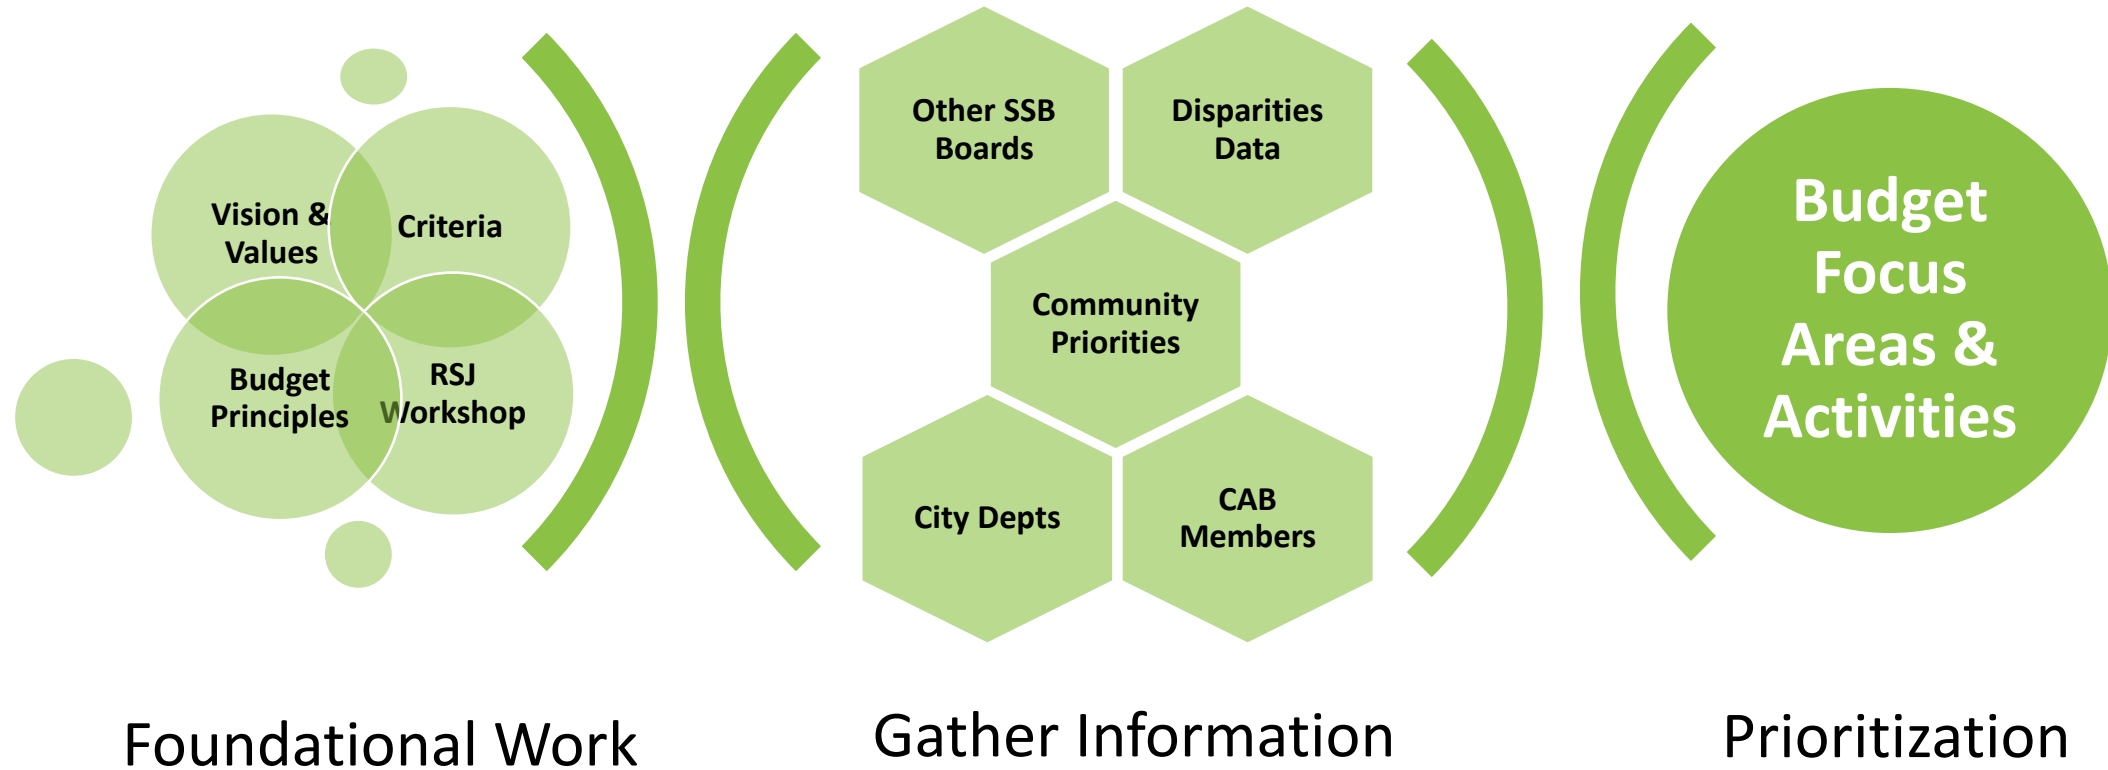 Vision &
Values
Criteria
Budget
Principles
RSJ
Workshop
Foundational Work
Other SSB
Boards
Disparities
Data
Community
Priorities
City Depts
CAB
Members
Gather Information
Budget
Focus
Areas &
Activities
Prioritization